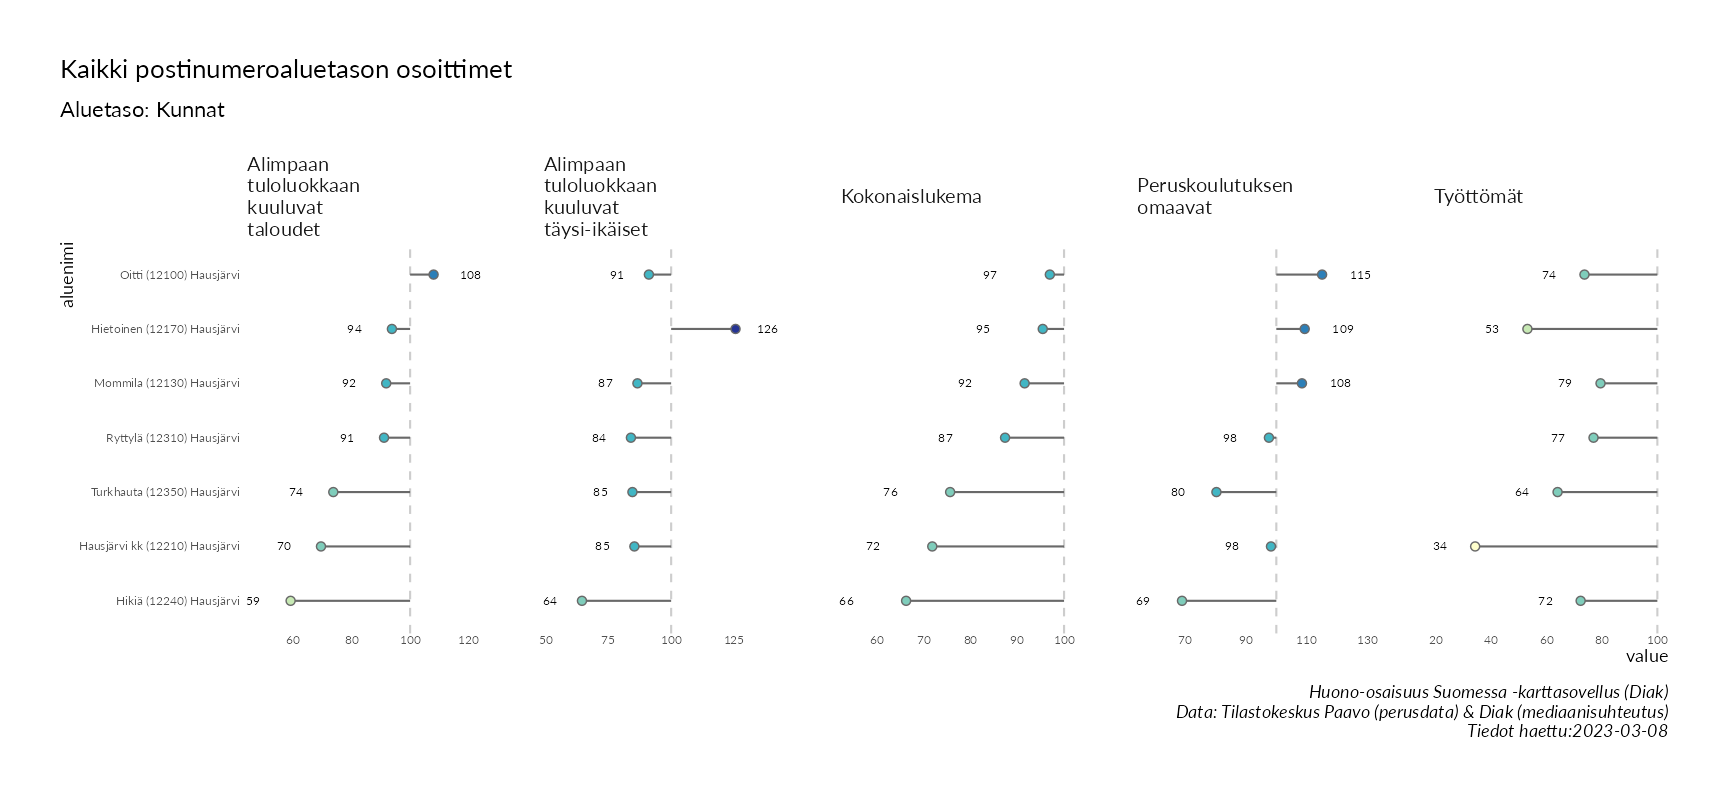 Kaikki postinumeroaluetason osoittimet
Aluetaso: Kunnat
Alimpaan
tuloluokkaan
kuuluvat
taloudet
Alimpaan
tuloluokkaan
kuuluvat
täysi-ikäiset
Kokonaislukema
Peruskoulutuksen
omaavat
Työttömät
aluenimi
Oitti (12100) Hausjärvi 108 91 97 115 74
Hietoinen (12170) Hausjärvi 94 126 95 109 53
Mommila (12130) Hausjärvi 92 87 92 108 79
Ryttylä (12310) Hausjärvi 91 84 87 98 77
Turkhauta (12350) Hausjärvi 74 85 76 80 64
Hausjärvi kk (12210) Hausjärvi 70 85 72 98 34
Hikiä (12240) Hausjärvi 59 64 66 69 72
60 80 100 120 50 75 100 125 60 70 80 90 100 70 90 110 130 20 40 60 80 100
value
Huono-osaisuus Suomessa -karttasovellus (Diak)
Data: Tilastokeskus Paavo (perusdata) & Diak (mediaanisuhteutus)
Tiedot haettu:2023-03-08